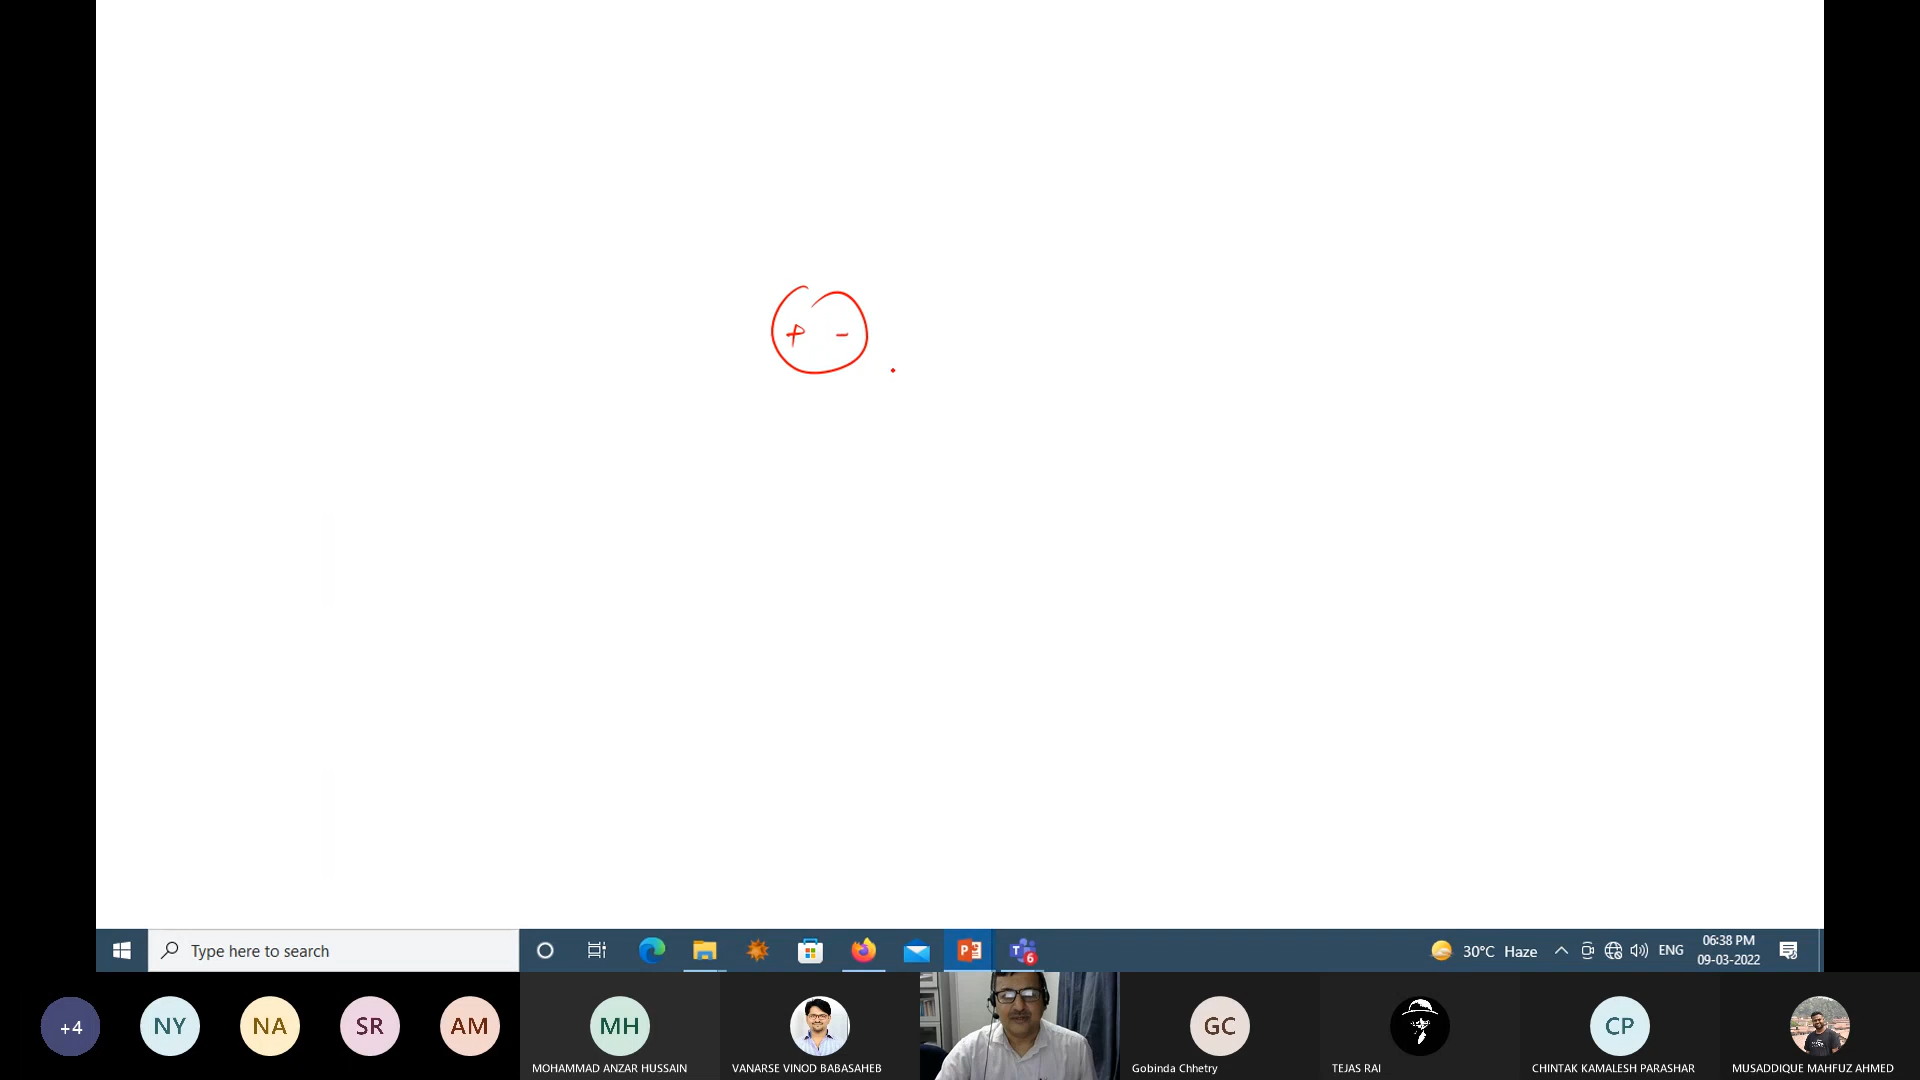 + -
Type here to search
6
30°C Haze
ENG
06:38 PM
09-03-2022
+4
NY
NA
SR
AM
MH
GC
CP
MOHAMMAD ANZAR HUSSAIN
VANARSE VINOD BABASAHEB
Gobinda Chhetry
TEJAS RAI
CHINTAK KAMALESH PARASHAR
MUSADDIQUE MAHFUZ AHMED